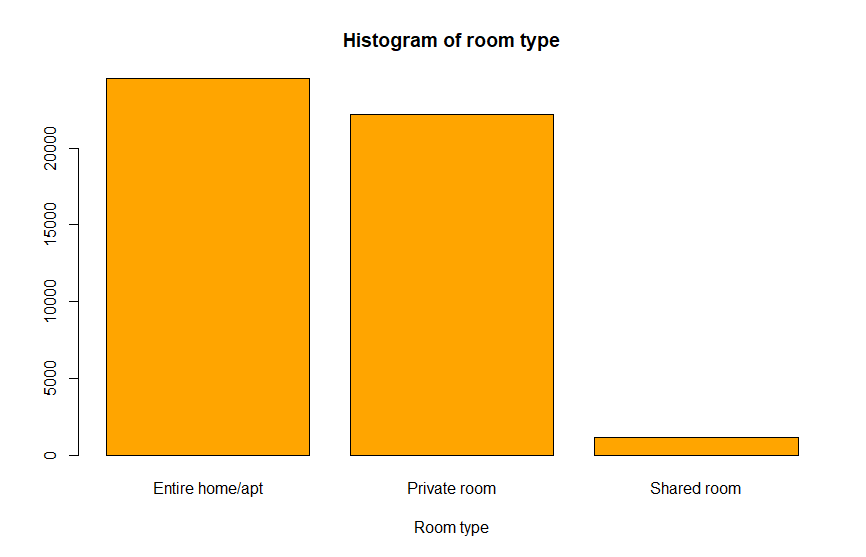 Histogram of room type
20000
15000
10000
5000
0
Entire home/apt Private room Shared room
Room type